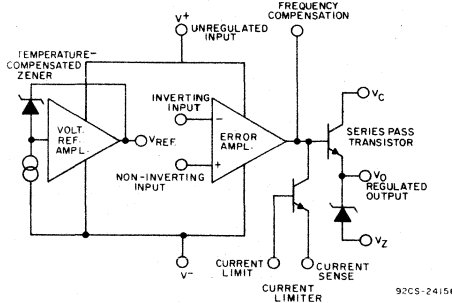 FREQUENCY
COMPENSATION
V+
UNREGULATED
INPUT
TEMPERATURE-
COMPENSATED
ZENER
INVERTING
INPUT
VC
VOLT.
REF.
AMPL.
VREF.
-
ERROR
AMPL.
+
SERIES PASS
TRANSISTOR
NON-INVERTING
INPUT
VO
REGULATED
OUTPUT
VZ
V-
CURRENT
LIMIT
CURRENT
SENSE
CURRENT
LIMITER
92CS-24156